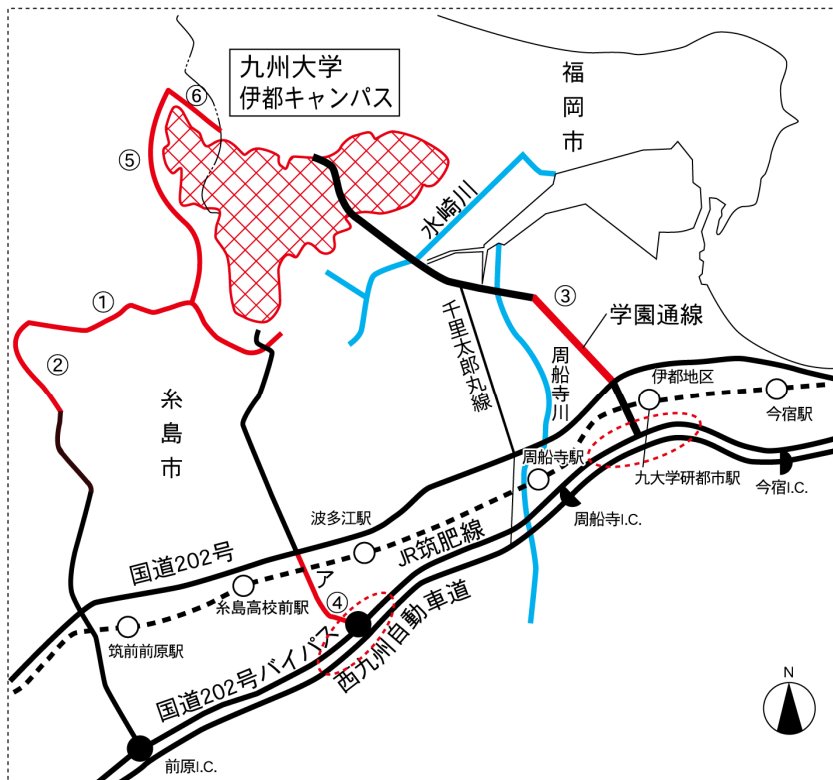 九州大学
伊都キャンパス
福岡市
⑥
⑤
水崎川
①
③
学園通線
②
千里太郎丸線
周船寺川
伊都地区
今宿駅
糸島市
周船寺駅
九大学研都市駅
今宿I.C.
周船寺I.C.
波多江駅
JR筑肥線
国道202号
ア
糸島高校前駅
④
筑前前原駅
国道202号バイパス
西九州自動車道
前原I.C.
N